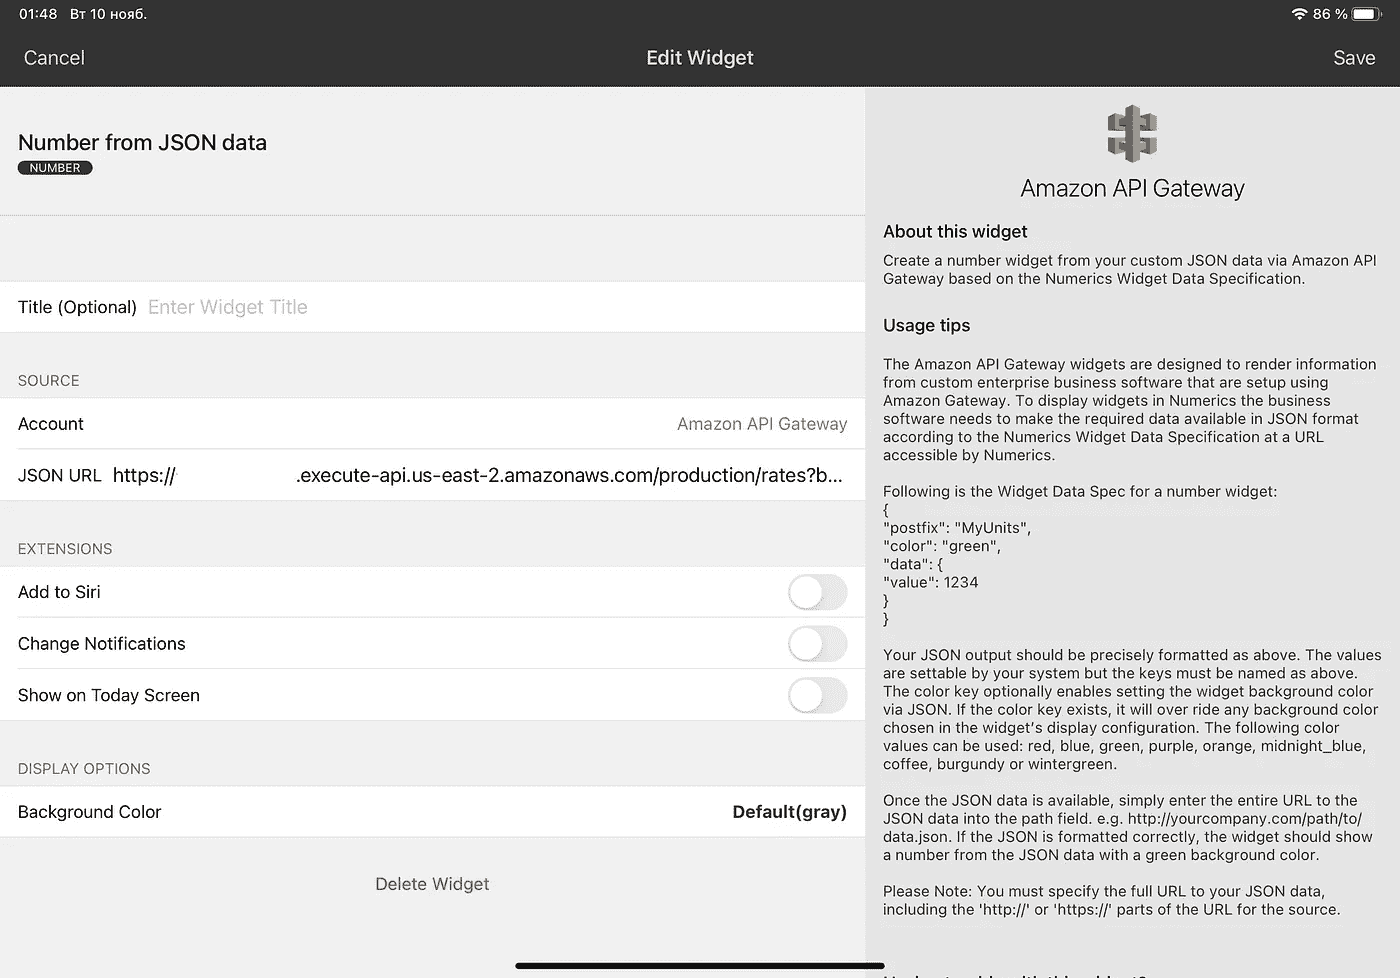 01:48 Вт 10 нояб.
86 %
Cancel
Edit Widget
Save
Number from JSON data
NUMBER
Title (Optional) Enter Widget Title
SOURCE
Account
Amazon API Gateway
JSON URL https:// .execute-api.us-east-2.amazonaws.com/production/rates?b...
EXTENSIONS
Add to Siri
Change Notifications
Show on Today Screen
DISPLAY OPTIONS
Background Color
Default(gray)
Delete Widget
Amazon API Gateway
About this widget
Create a number widget from your custom JSON data via Amazon API
Gateway based on the Numerics Widget Data Specification.
Usage tips
The Amazon API Gateway widgets are designed to render information
from custom enterprise business software that are setup using
Amazon Gateway. To display widgets in Numerics the business
software needs to make the required data available in JSON format
according to the Numerics Widget Data Specification at a URL
accessible by Numerics.
Following is the Widget Data Spec for a number widget:
{
"postfix": "MyUnits",
"color": "green",
"data": {
"value": 1234
}
}
Your JSON output should be precisely formatted as above. The values
are settable by your system but the keys must be named as above.
The color key optionally enables setting the widget background color
via JSON. If the color key exists, it will over ride any background color
chosen in the widget's display configuration. The following color
values can be used: red, blue, green, purple, orange, midnight_blue,
coffee, burgundy or wintergreen.
Once the JSON data is available, simply enter the entire URL to the
JSON data into the path field. e.g. http://yourcompany.com/path/to/
data.json. If the JSON is formatted correctly, the widget should show
a number from the JSON data with a green background color.
Please Note: You must specify the full URL to your JSON data,
including the 'http://' or 'https://' parts of the URL for the source.